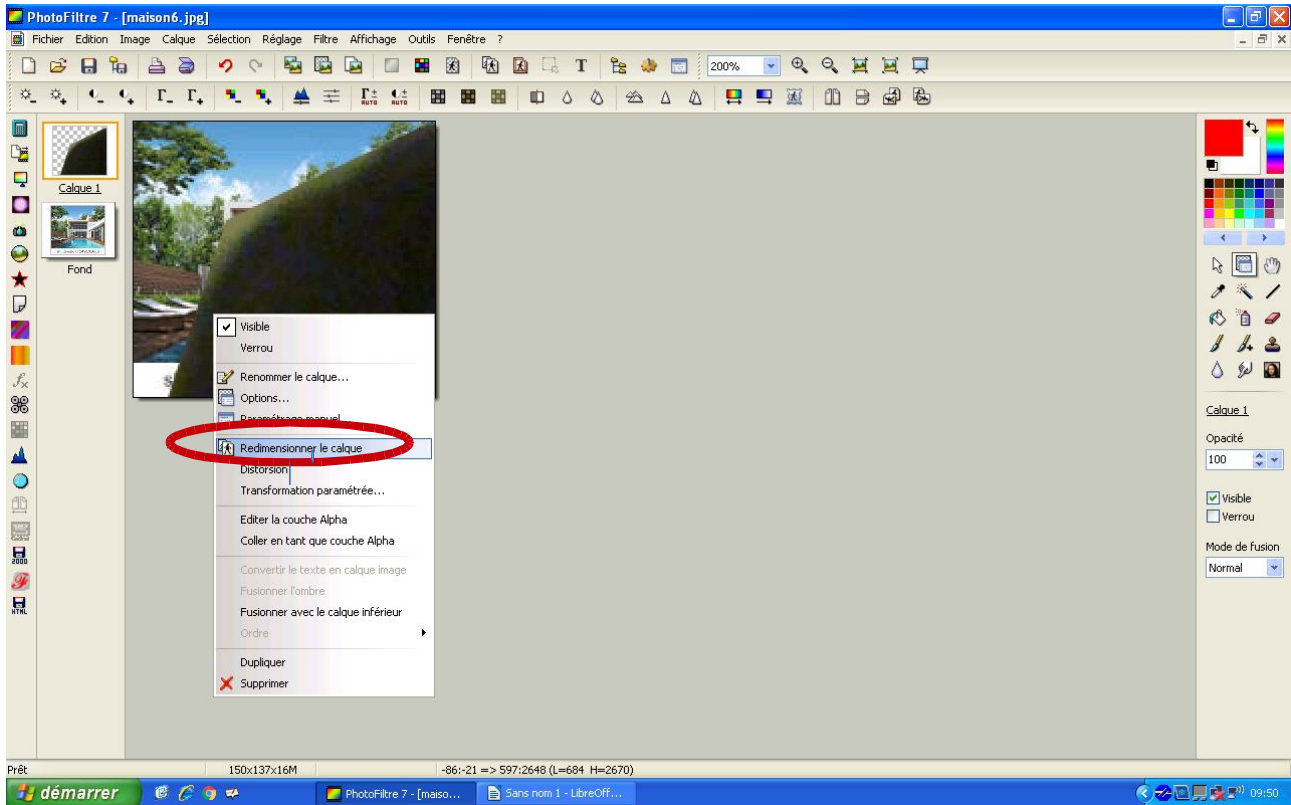 PhotoFiltre 7 - [maison6.jpg]
Fichier Edition Image Calque Sélection Réglage Filtre Affichage Outils Fenêtre ?
200%
Calque 1
Fond
Visible
Verrou
Renommer le calque...
Options...
Paramétrage manuel...
Redimensionner le calque
Distorsion
Transformation paramétrée...
Editer la couche Alpha
Coller en tant que couche Alpha
Convertir le texte en calque image
Fusionner l'ombre
Fusionner avec le calque inférieur
Ordre
Dupliquer
Supprimer
Calque 1
Opacité
100
Visible
Verrou
Mode de fusion
Normal
Prêt 150x137x16M -86:-21 => 597:2648 (L=684 H=2670)
démarrer PhotoFiltre 7 - [maiso... Sans nom 1 - LibreOff... 09:50